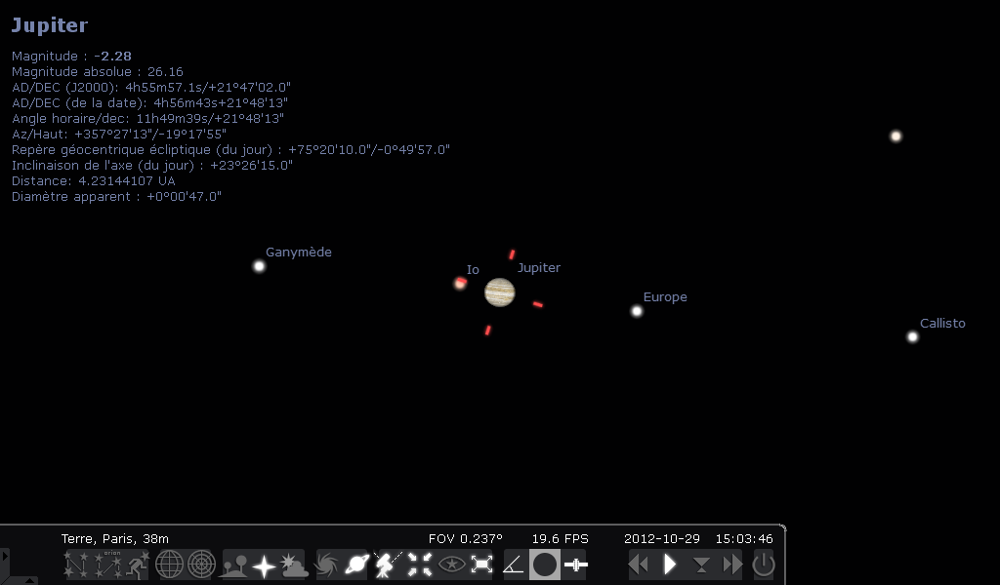 Jupiter
Magnitude : -2.28
Magnitude absolue : 26.16
AD/DEC (J2000): 4h55m57.1s/+21°47'02.0"
AD/DEC (de la date): 4h56m43s+21°48'13"
Angle horaire/dec: 11h49m39s/+21°48'13"
Az/Haut: +357°27'13"/-19°17'55"
Repère géocentrique écliptique (du jour) : +75°20'10.0"/-0°49'57.0"
Inclinaison de l'axe (du jour) : +23°26'15.0"
Distance: 4.23144107 UA
Diamètre apparent : +0°00'47.0"
Ganymède
Io
Jupiter
Europe
Callisto
Terre, Paris, 38m FOV 0.237° 19.6 FPS 2012-10-29 15:03:46
orion